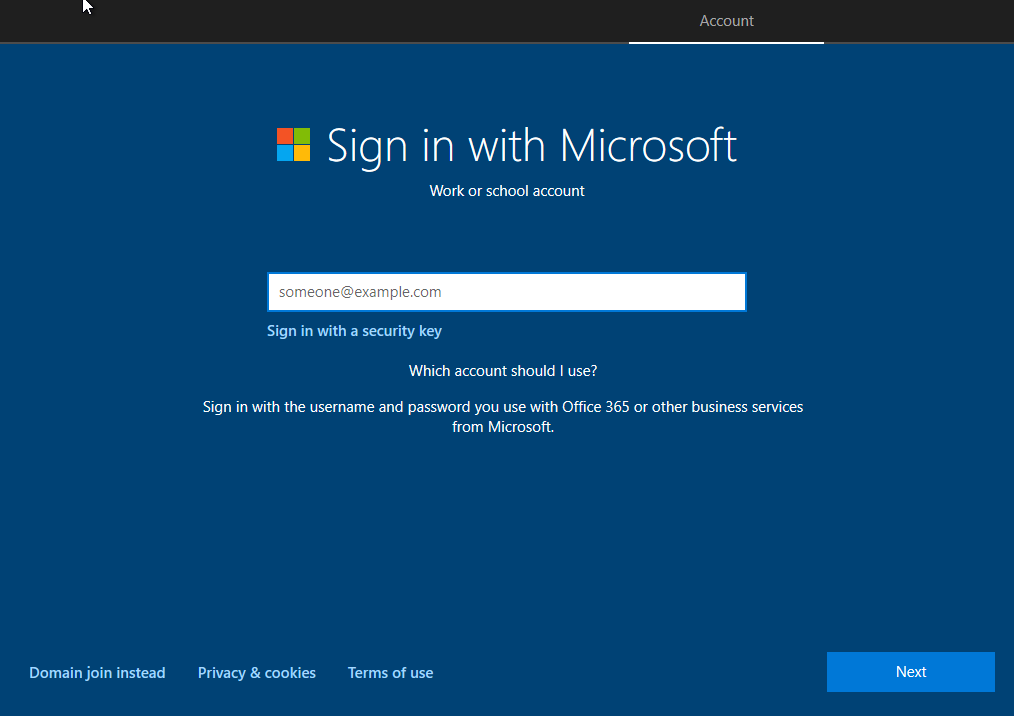 Account
Sign in with Microsoft
Work or school account
someone@example.com
Sign in with a security key
Which account should I use?
Sign in with the username and password you use with Office 365 or other business services
from Microsoft.
Domain join instead Privacy & cookies Terms of use Next